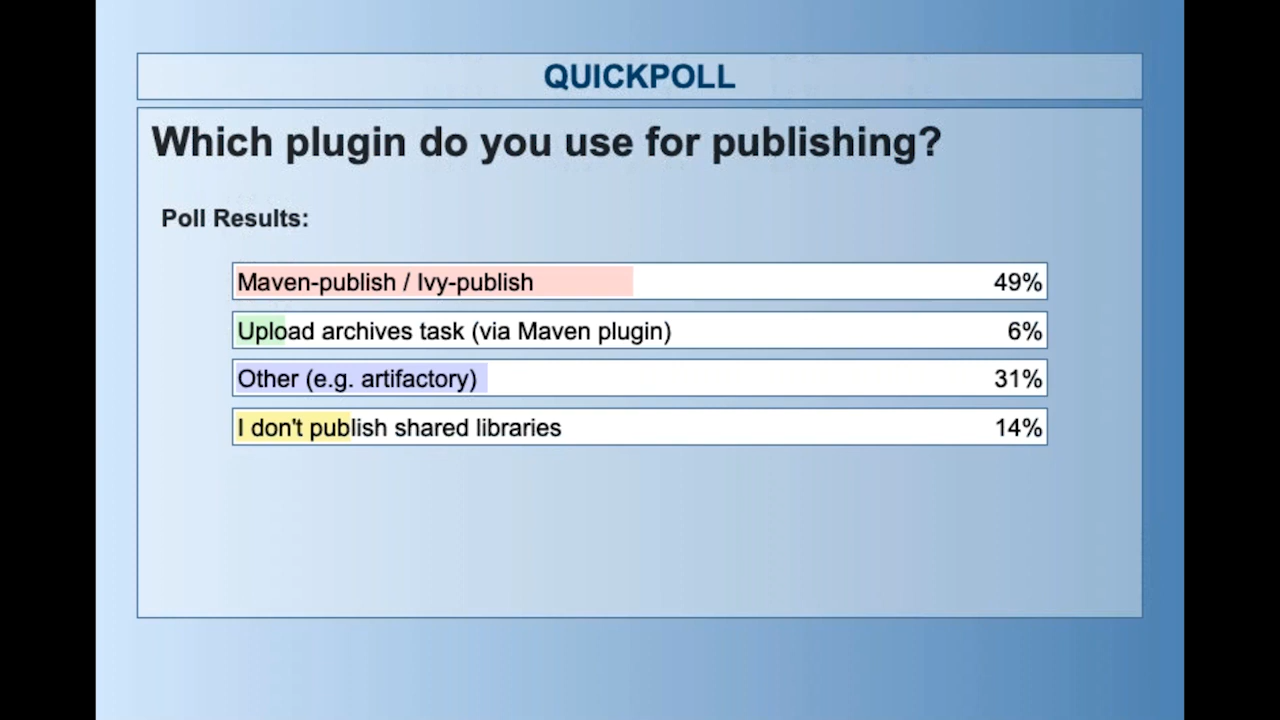 QUICKPOLL
Which plugin do you use for publishing?
Poll Results:
Maven-publish / Ivy-publish 49%
Upload archives task (via Maven plugin) 6%
Other (e.g. artifactory) 31%
I don't publish shared libraries 14%